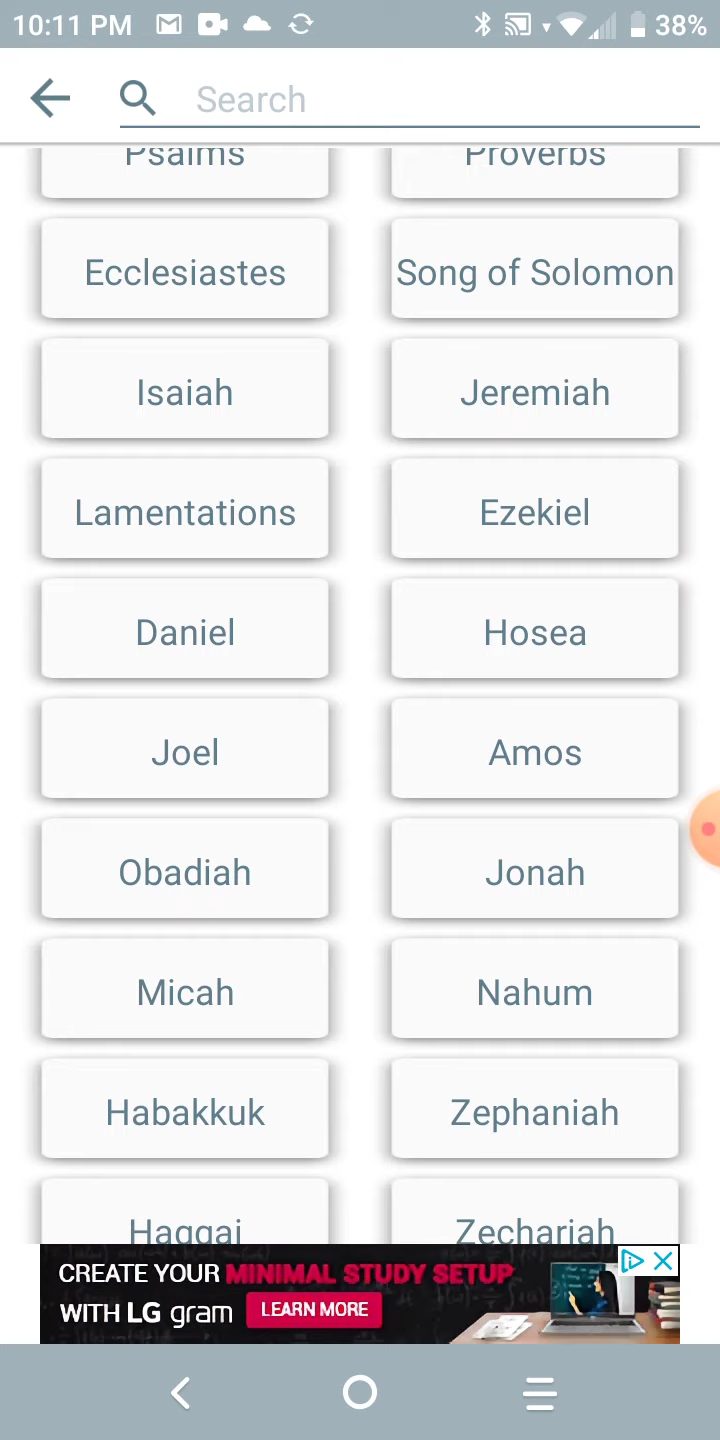 10:11 PM 38%
Search
Psalms Proverbs
Ecclesiastes Song of Solomon
Isaiah Jeremiah
Lamentations Ezekiel
Daniel Hosea
Joel Amos
Obadiah Jonah
Micah Nahum
Habakkuk Zephaniah
Haggai Zechariah
CREATE YOUR MINIMAL STUDY SETUP
WITH LG gram LEARN MORE